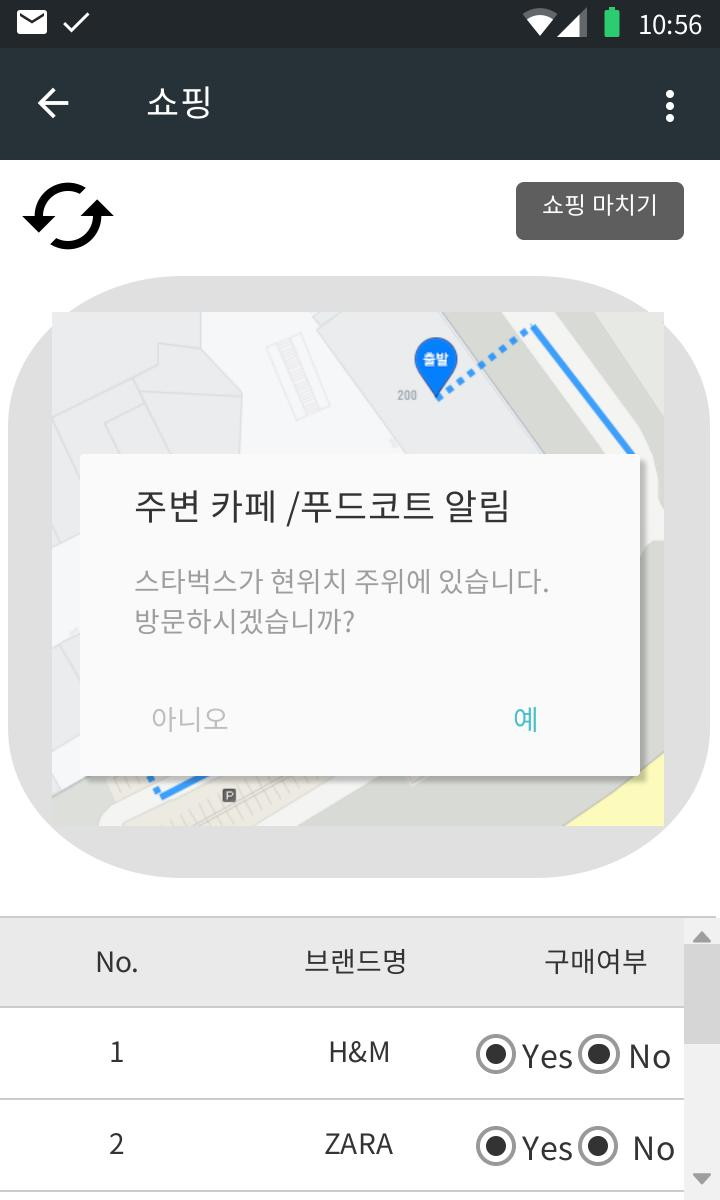 10:56
쇼핑
쇼핑 마치기
출발
200
주변 카페 /푸드코트 알림
스타벅스가 현위치 주위에 있습니다.
방문하시겠습니까?
아니오 예
P
No. 브랜드명 구매여부
1 H&M Yes No
2 ZARA Yes No